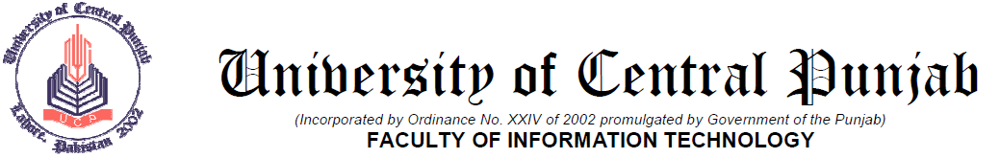 University of Central Punjab
UCP
Lahore, Pakistan 2002
University of Central Punjab
(Incorporated by Ordinance No. XXIV of 2002 promulgated by Government of the Punjab)
FACULTY OF INFORMATION TECHNOLOGY